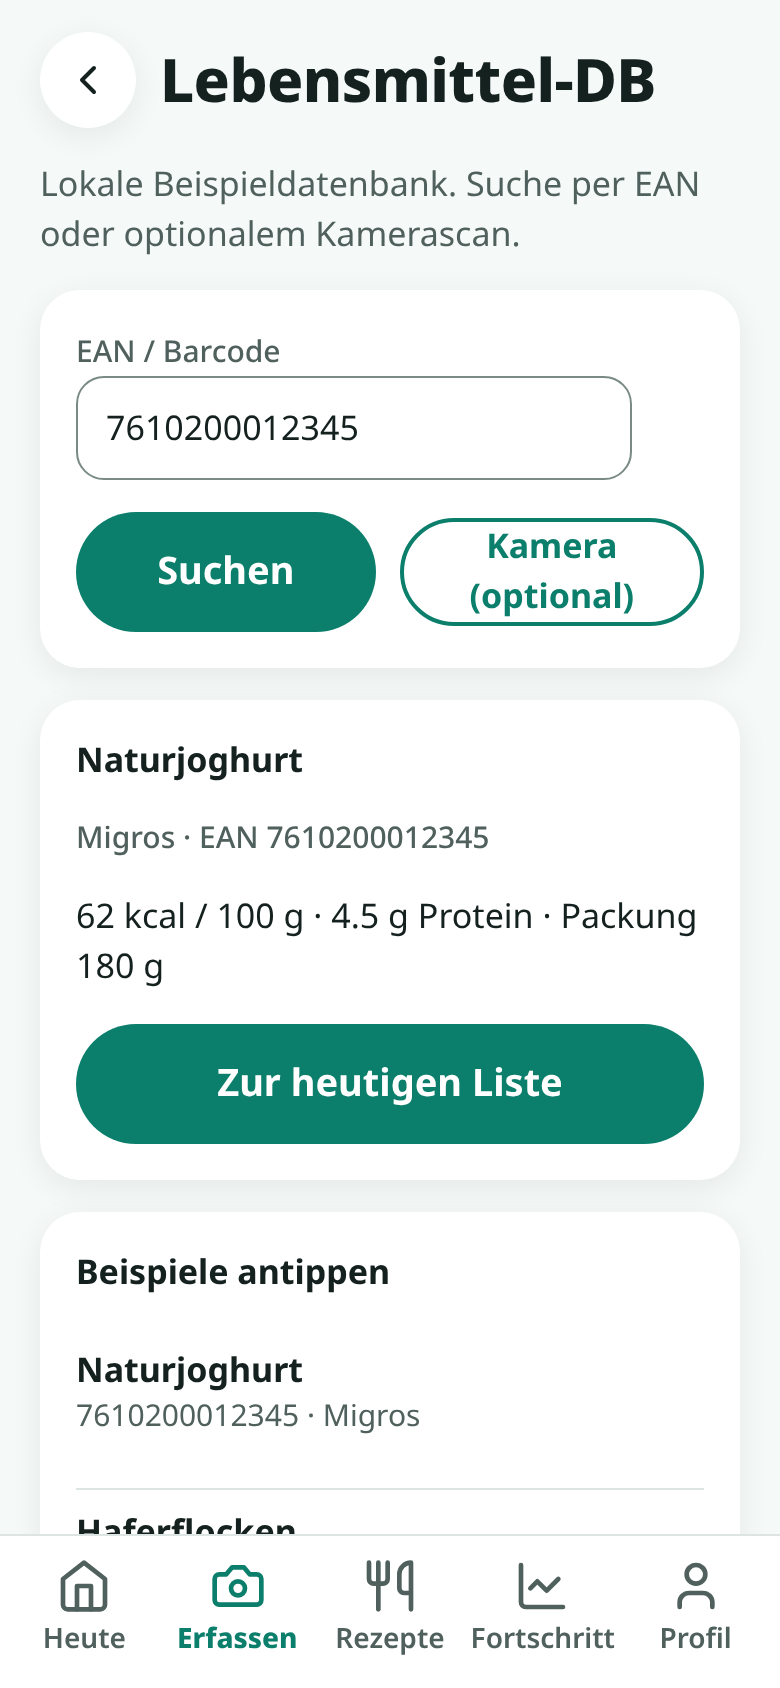 Lebensmittel-DB
Lokale Beispieldatenbank. Suche per EAN
oder optionalem Kamerascan.
EAN / Barcode
7610200012345
Suchen
Kamera
(optional)
Naturjoghurt
Migros · EAN 7610200012345
62 kcal / 100 g · 4.5 g Protein · Packung
180 g
Zur heutigen Liste
Beispiele antippen
Naturjoghurt
7610200012345 · Migros
Haferflocken
Heute
Erfassen
Rezepte
Fortschritt
Profil